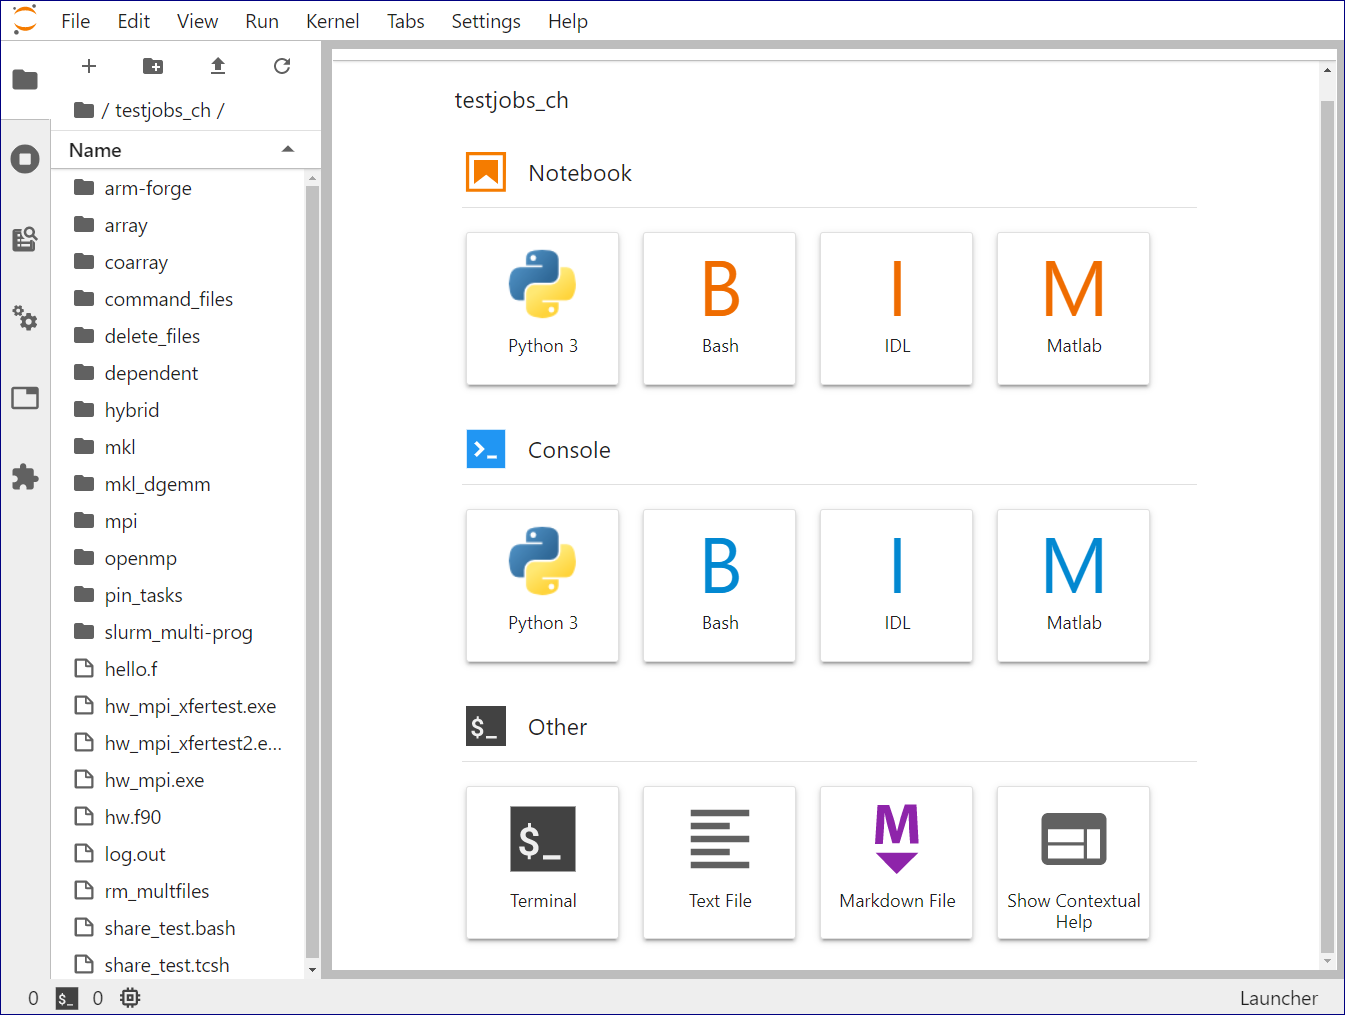 File Edit View Run Kernel Tabs Settings Help
/ testjobs_ch /
Name
arm-forge
array
coarray
command_files
delete_files
dependent
hybrid
mkl
mkl_dgemm
mpi
openmp
pin_tasks
slurm_multi-prog
hello.f
hw_mpi_xfertest.exe
hw_mpi_xfertest2.e...
hw_mpi.exe
hw.f90
log.out
rm_multfiles
share_test.bash
share_test.tcsh
testjobs_ch
Notebook
Python 3
B
Bash
I
IDL
M
Matlab
Console
Python 3
B
Bash
I
IDL
M
Matlab
$_ Other
$_
Terminal
Text File
M
Markdown File
Show Contextual
Help
0 $_ 0
Launcher